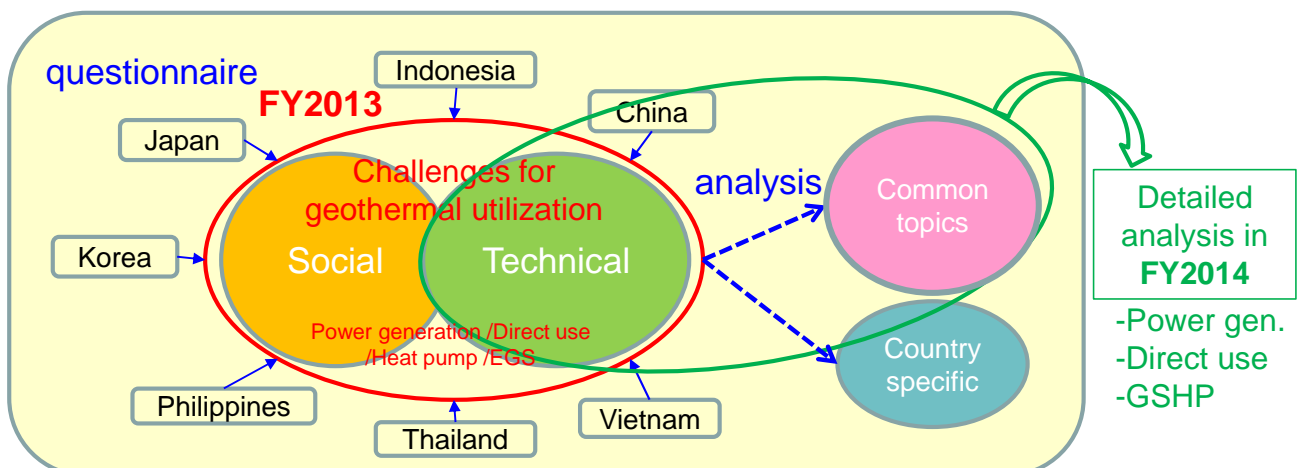 questionnaire
FY2013
Indonesia
China
Japan
Korea
Philippines
Thailand
Vietnam
Challenges for
geothermal utilization
Social
Technical
Power generation /Direct use
/Heat pump /EGS
analysis
Common
topics
Country
specific
Detailed
analysis in
FY2014
-Power gen.
-Direct use
-GSHP